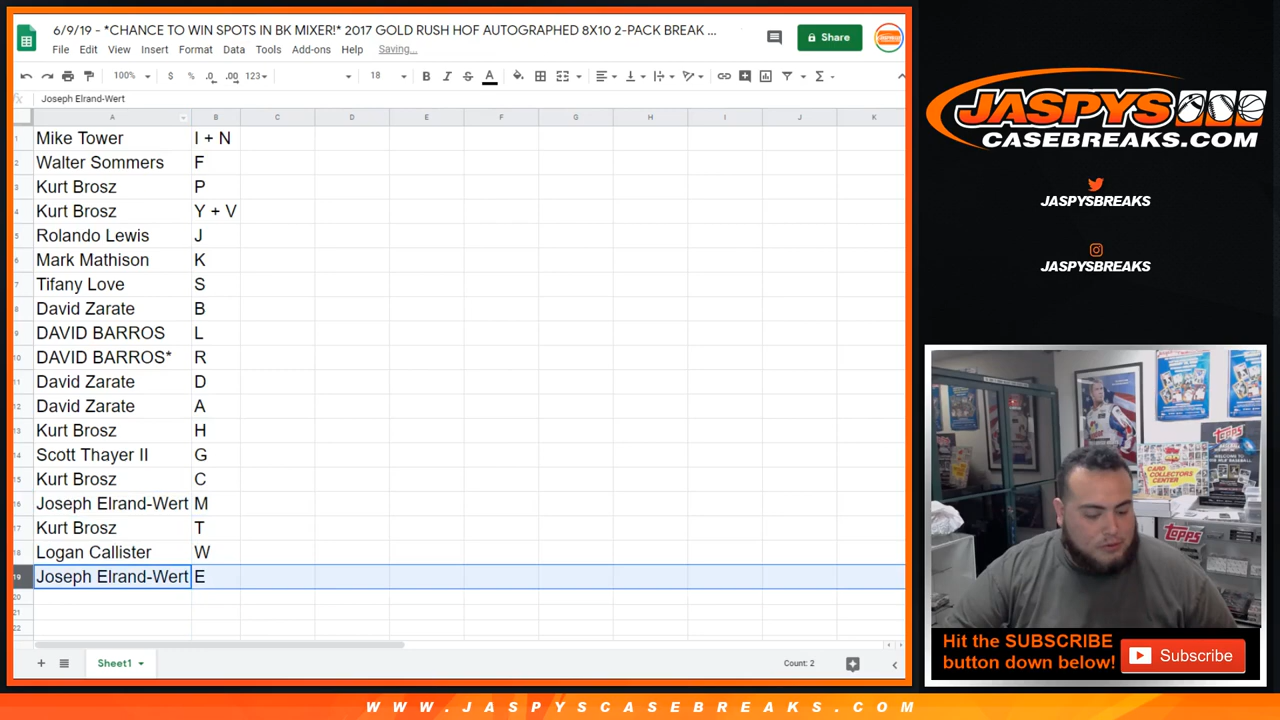 6/9/19 - *CHANCE TO WIN SPOTS IN BK MIXER!* 2017 GOLD RUSH HOF AUTOGRAPHED 8X10 2-PACK BREAK ...
File Edit View Insert Format Data Tools Add-ons Help Saving...
Share
100% $ % .0 .00 123 18 B I S A
fx Joseph Elrand-Wert
A B C D E F G H I J K
1 Mike Tower I + N
2 Walter Sommers F
3 Kurt Brosz P
4 Kurt Brosz Y + V
5 Rolando Lewis J
6 Mark Mathison K
7 Tifany Love S
8 David Zarate B
9 DAVID BARROS L
10 DAVID BARROS* R
11 David Zarate D
12 David Zarate A
13 Kurt Brosz H
14 Scott Thayer II G
15 Kurt Brosz C
16 Joseph Elrand-Wert M
17 Kurt Brosz T
18 Logan Callister W
19 Joseph Elrand-Wert E
20
21
22
Sheet1
Count: 2
JASPYS
CASEBREAKS.COM
JASPYSBREAKS
JASPYSBREAKS
CARD
COLLECTORS
CENTER
Topps
WELCOME TO
topps
Hit the SUBSCRIBE
button down below!
Subscribe
WWW.JASPYSCASEBREAKS.COM